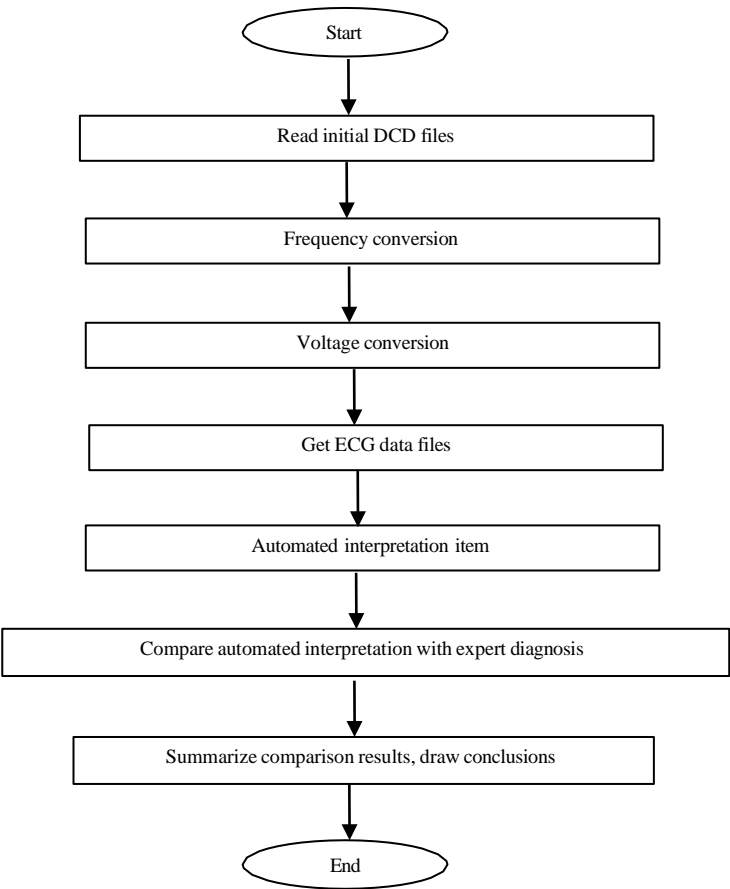 Start
Read initial DCD files
Frequency conversion
Voltage conversion
Get ECG data files
Automated interpretation item
Compare automated interpretation with expert diagnosis
Summarize comparison results, draw conclusions
End